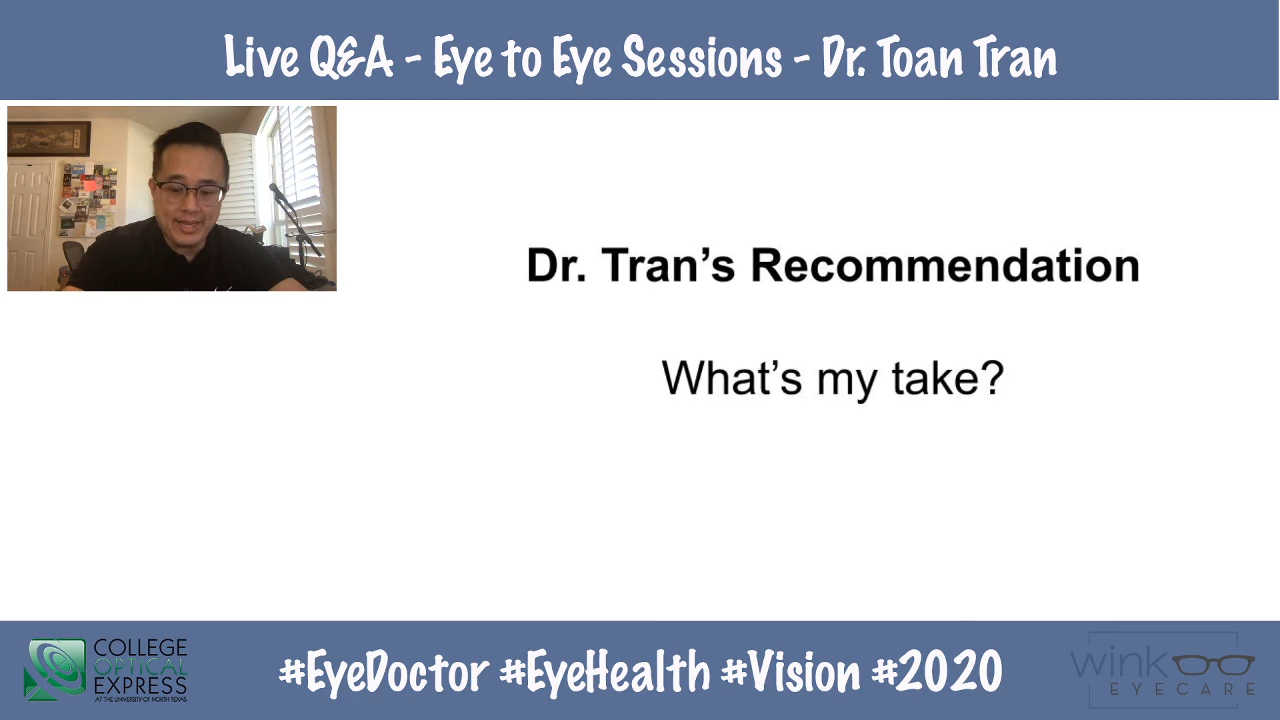 Live Q&A - Eye to Eye Sessions - Dr. Toan Tran
Dr. Tran's Recommendation
What's my take?
COLLEGE
OPTICAL
EXPRESS
AT THE UNIVERSITY OF NORTH TEXAS
#EyeDoctor #EyeHealth #Vision #2020
wink
EYECARE